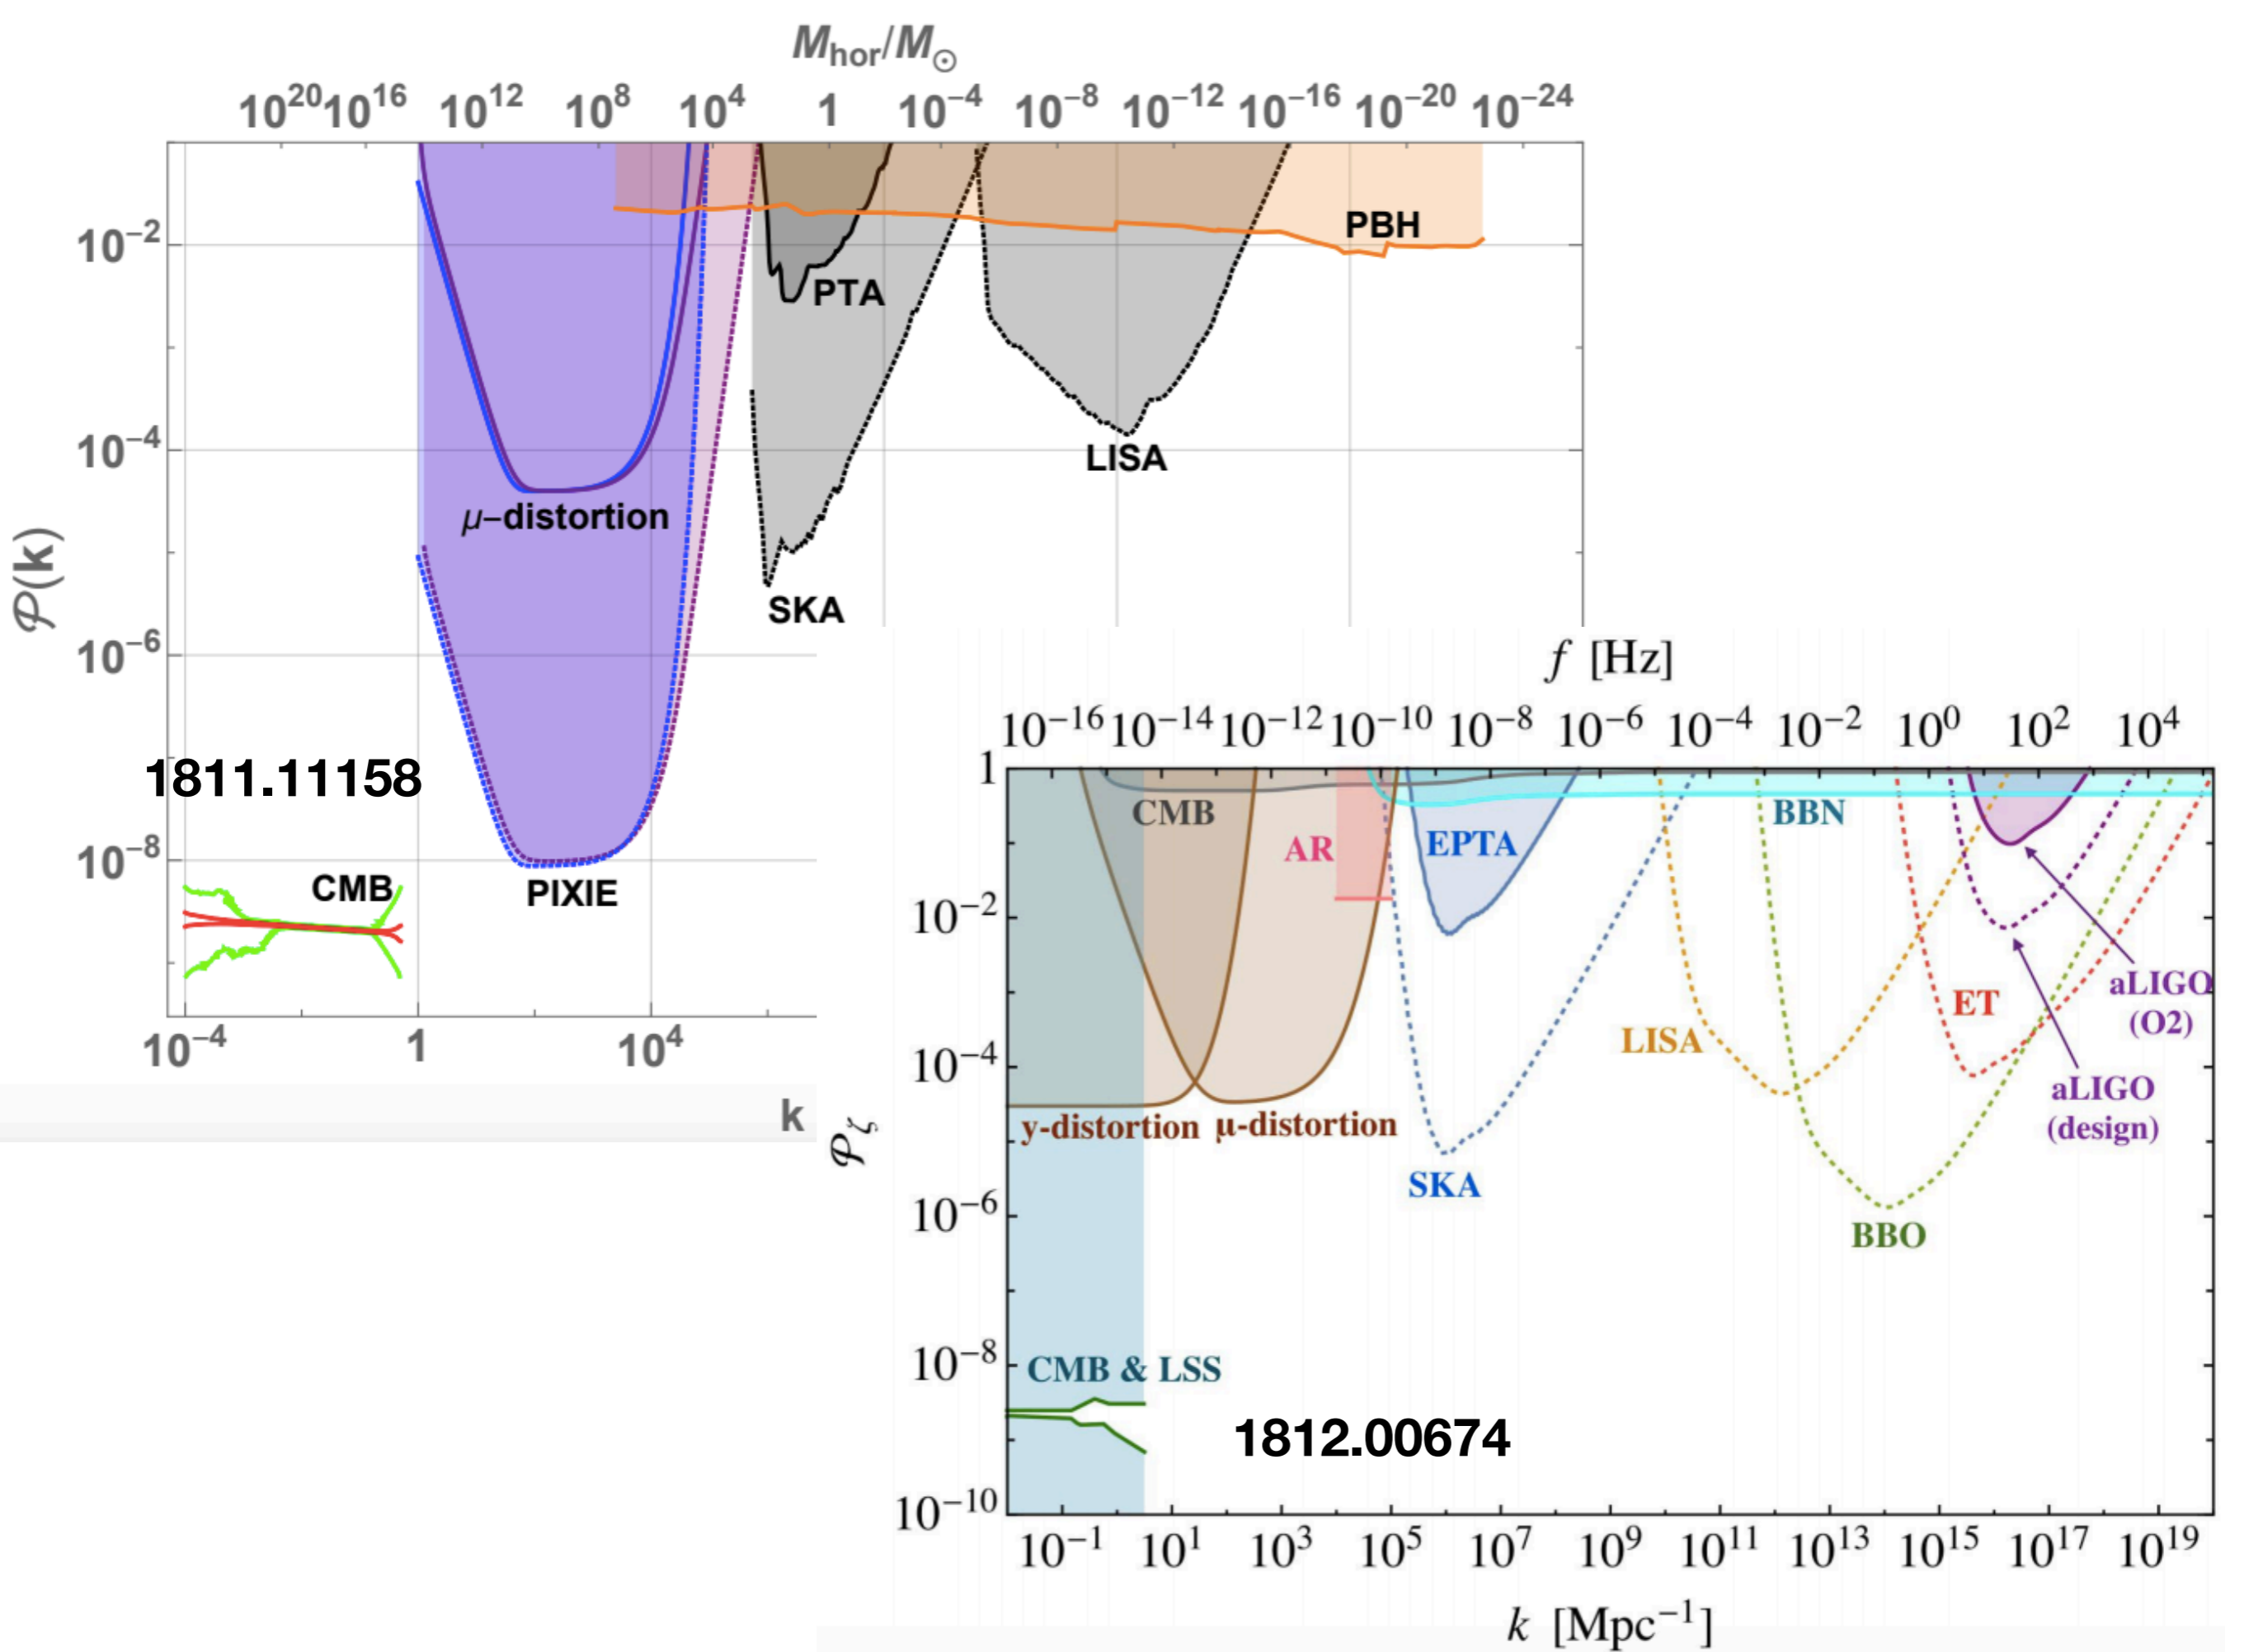 M_hor/M_⊙
10^20 10^16 10^12 10^8 10^4 1 10^−4 10^−8 10^−12 10^−16 10^−20 10^−24
PBH
10^−2
PTA
10^−4
LISA
μ−distortion
𝒫(k)
SKA
10^−6
1811.11158
10^−8
CMB
PIXIE
10^−4 1 10^4
k
f [Hz]
10^−16 10^−14 10^−12 10^−10 10^−8 10^−6 10^−4 10^−2 10^0 10^2 10^4
1
CMB
BBN
AR
EPTA
10^−2
aLIGO
(O2)
ET
LISA
10^−4
aLIGO
(design)
y-distortion μ-distortion
𝒫_ζ
SKA
10^−6
BBO
10^−8
CMB & LSS
1812.00674
10^−10
10^−1 10^1 10^3 10^5 10^7 10^9 10^11 10^13 10^15 10^17 10^19
k [Mpc^−1]